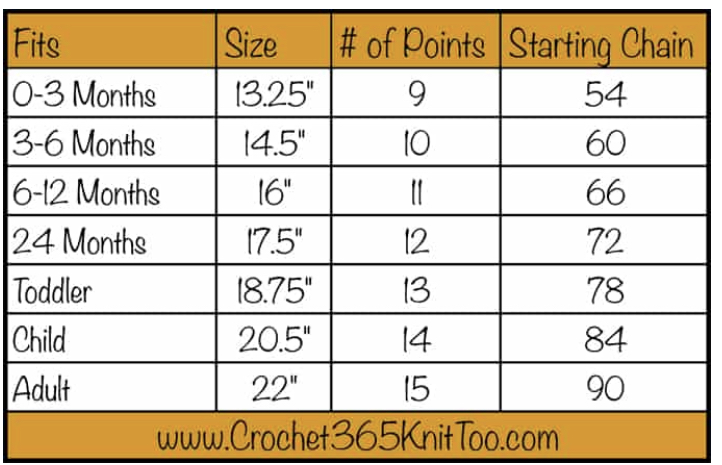 Fits Size # of Points Starting Chain
0-3 Months 13.25" 9 54
3-6 Months 14.5" 10 60
6-12 Months 16" 11 66
24 Months 17.5" 12 72
Toddler 18.75" 13 78
Child 20.5" 14 84
Adult 22" 15 90
www.Crochet365KnitToo.com